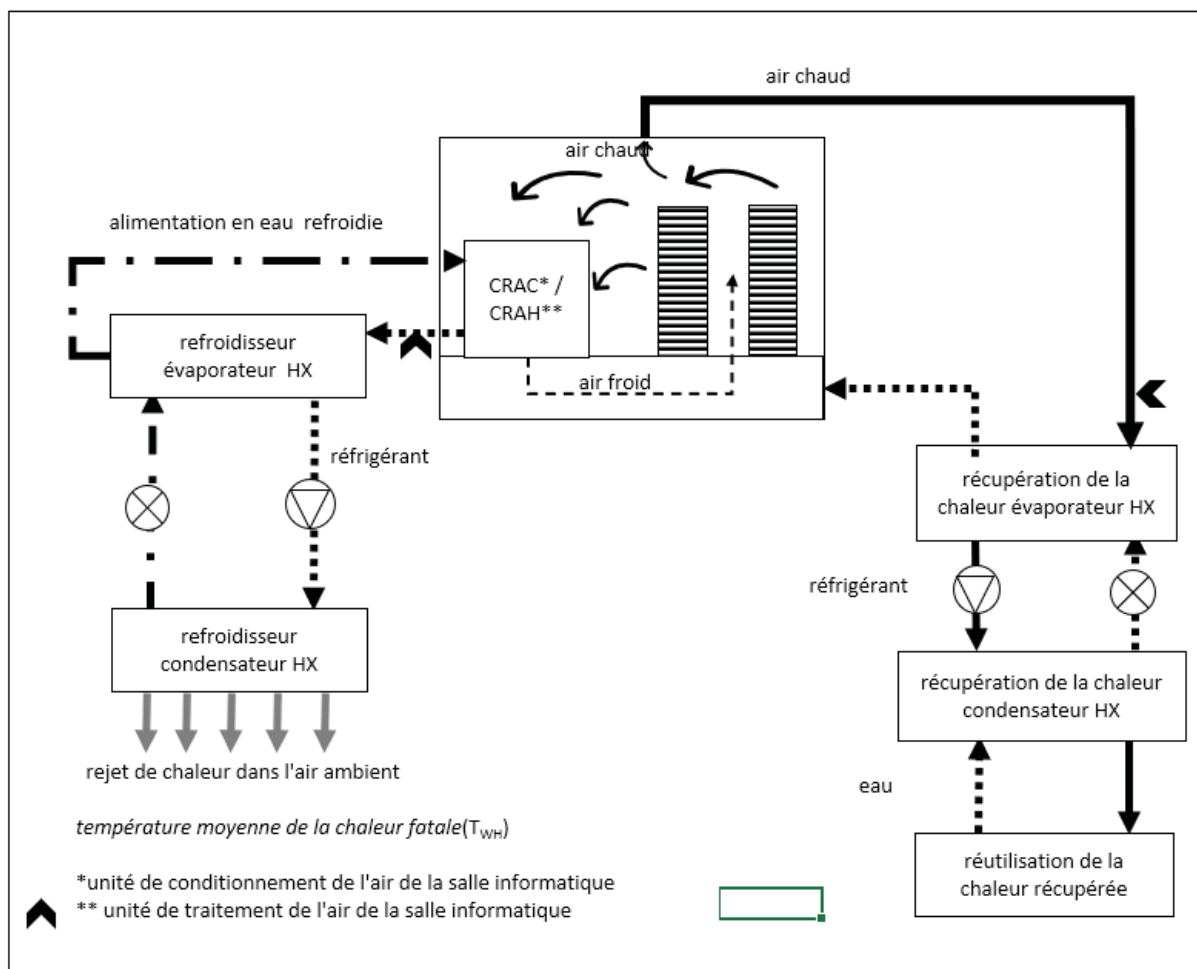 air chaud
air chaud
alimentation en eau refroidie
CRAC* /
CRAH**
refroidisseur
évaporateur HX
air froid
réfrigérant
récupération de la
chaleur évaporateur HX
réfrigérant
refroidisseur
condensateur HX
récupération de la chaleur
condensateur HX
rejet de chaleur dans l'air ambient
eau
température moyenne de la chaleur fatale(TWH)
réutilisation de la
chaleur récupérée
*unité de conditionnement de l'air de la salle informatique
** unité de traitement de l'air de la salle informatique